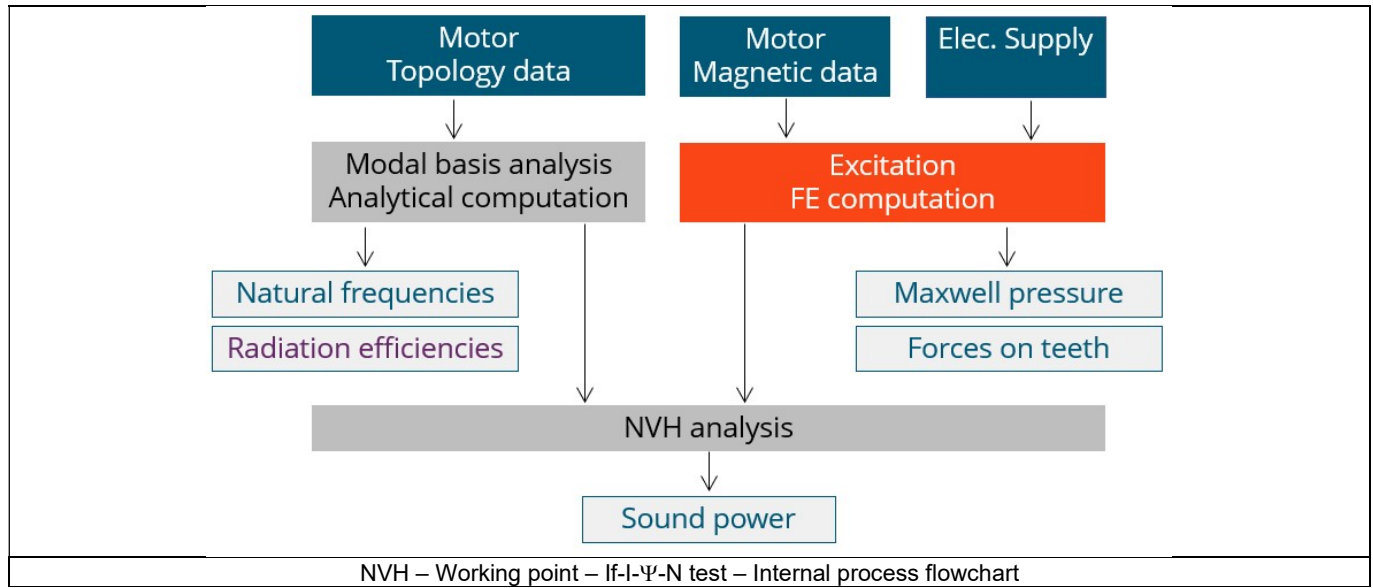 Motor
Topology data
Motor
Magnetic data
Elec. Supply
Modal basis analysis
Analytical computation
Excitation
FE computation
Natural frequencies
Radiation efficiencies
Maxwell pressure
Forces on teeth
NVH analysis
Sound power
NVH – Working point – If-I-Ψ-N test – Internal process flowchart